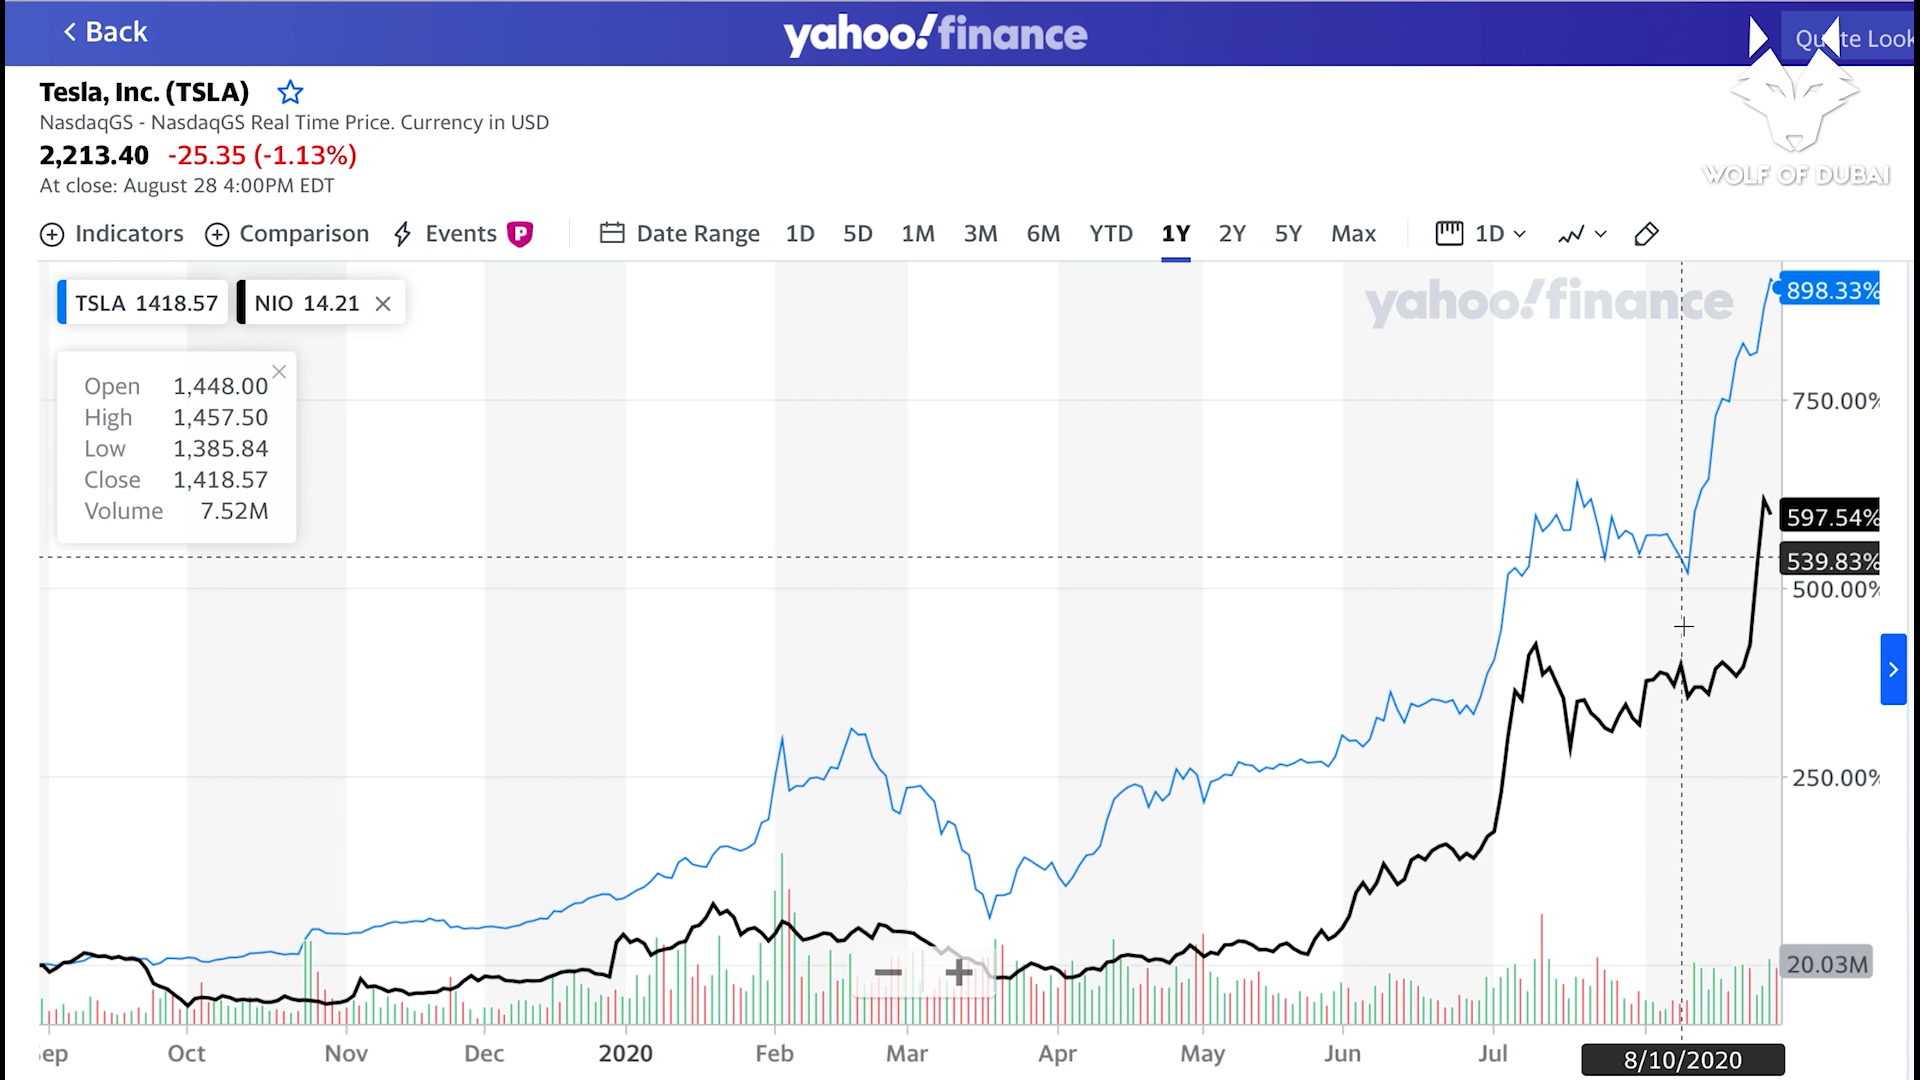 Back
yahoo!finance
Tesla, Inc. (TSLA)
NasdaqGS - NasdaqGS Real Time Price. Currency in USD
2,213.40 -25.35 (-1.13%)
At close: August 28 4:00PM EDT
WOLF OF DUBAI
Indicators Comparison Events P Date Range 1D 5D 1M 3M 6M YTD 1Y 2Y 5Y Max 1D
TSLA 1418.57 NIO 14.21
yahoo!finance
898.33%
Open 1,448.00
High 1,457.50
Low 1,385.84
Close 1,418.57
Volume 7.52M
750.00%
597.54%
539.83%
500.00%
250.00%
20.03M
Oct Nov Dec 2020 Feb Mar Apr May Jun Jul 8/10/2020